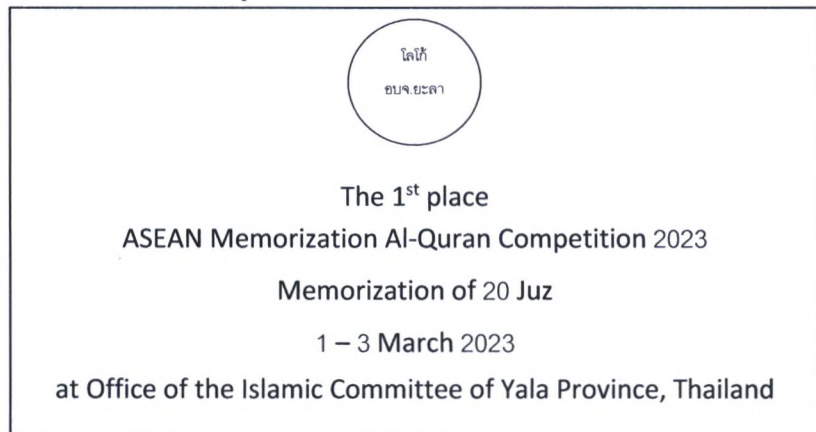 โลโก้
อบจ.ยะลา
The 1st place
ASEAN Memorization Al-Quran Competition 2023
Memorization of 20 Juz
1 – 3 March 2023
at Office of the Islamic Committee of Yala Province, Thailand